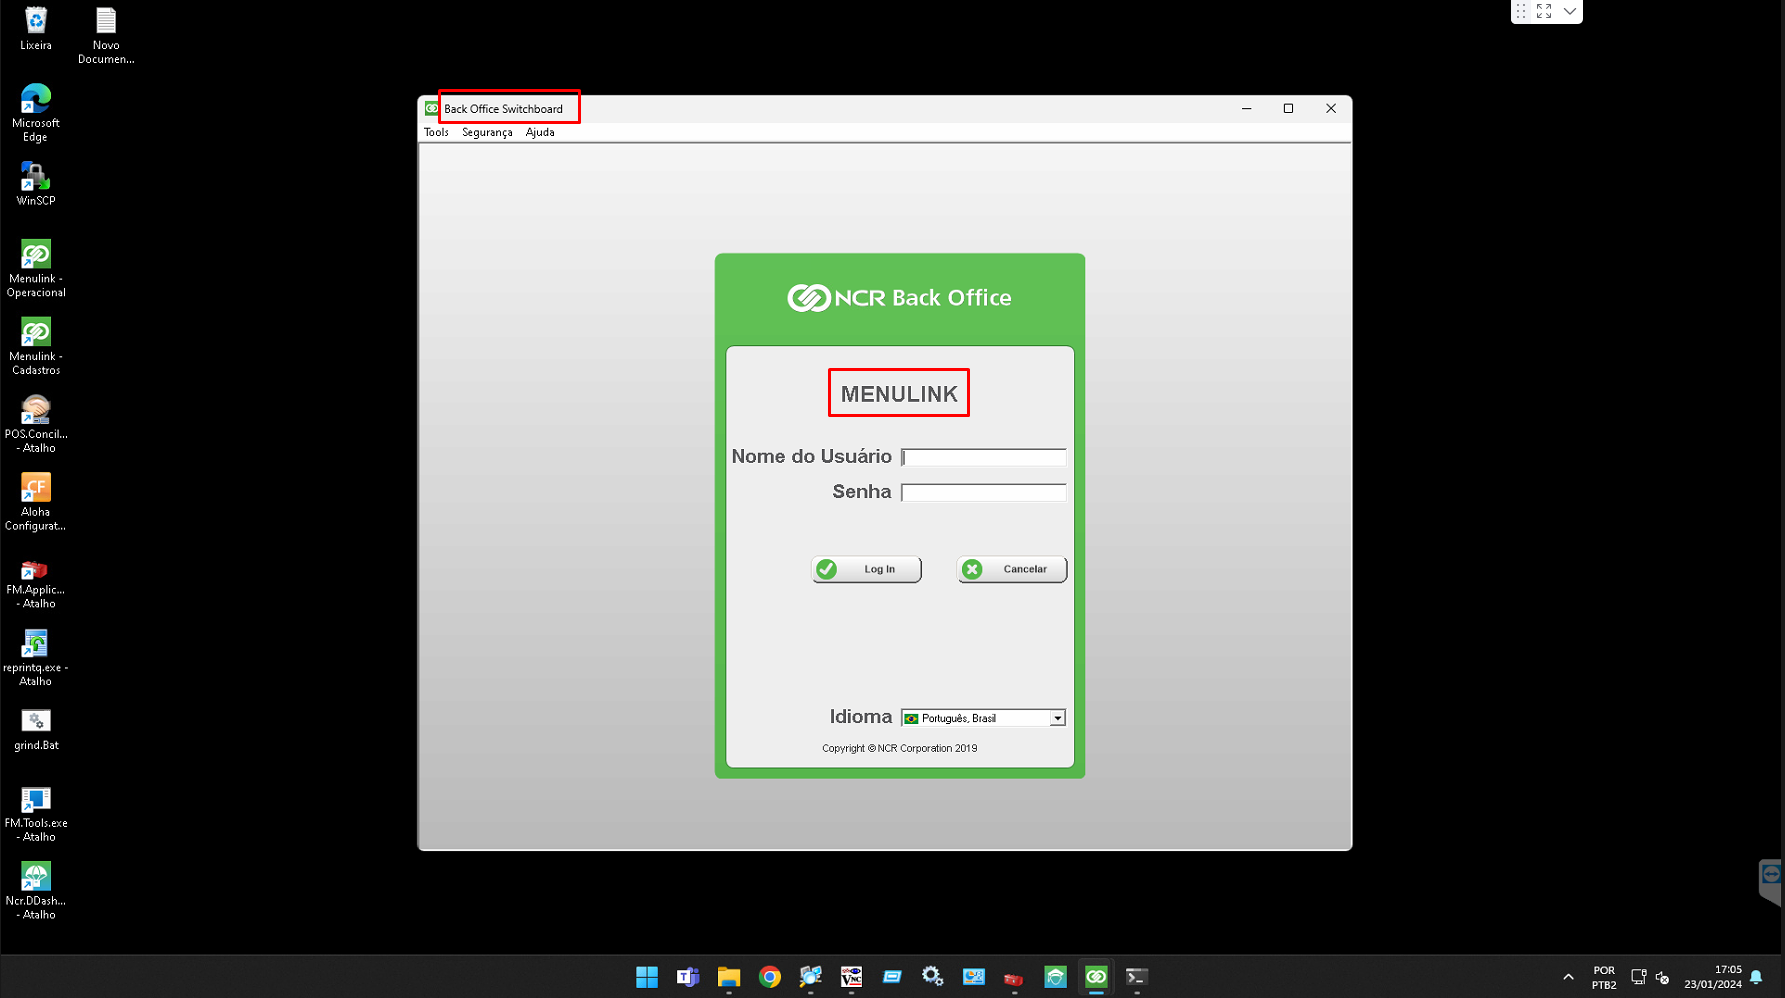 Lixeira
Novo
Documen...
Microsoft
Edge
WinSCP
Menulink -
Operacional
Menulink -
Cadastros
POS.Concil...
- Atalho
CF
Aloha
Configurat...
FM.Applic...
- Atalho
reprintq.exe -
Atalho
grind.Bat
FM.Tools.exe
- Atalho
Ncr.DDash...
- Atalho
Back Office Switchboard
Tools Segurança Ajuda
NCR Back Office
MENULINK
Nome do Usuário
Senha
Log In
Cancelar
Idioma
Português, Brasil
Copyright © NCR Corporation 2019
POR
PTB2
17:05
23/01/2024